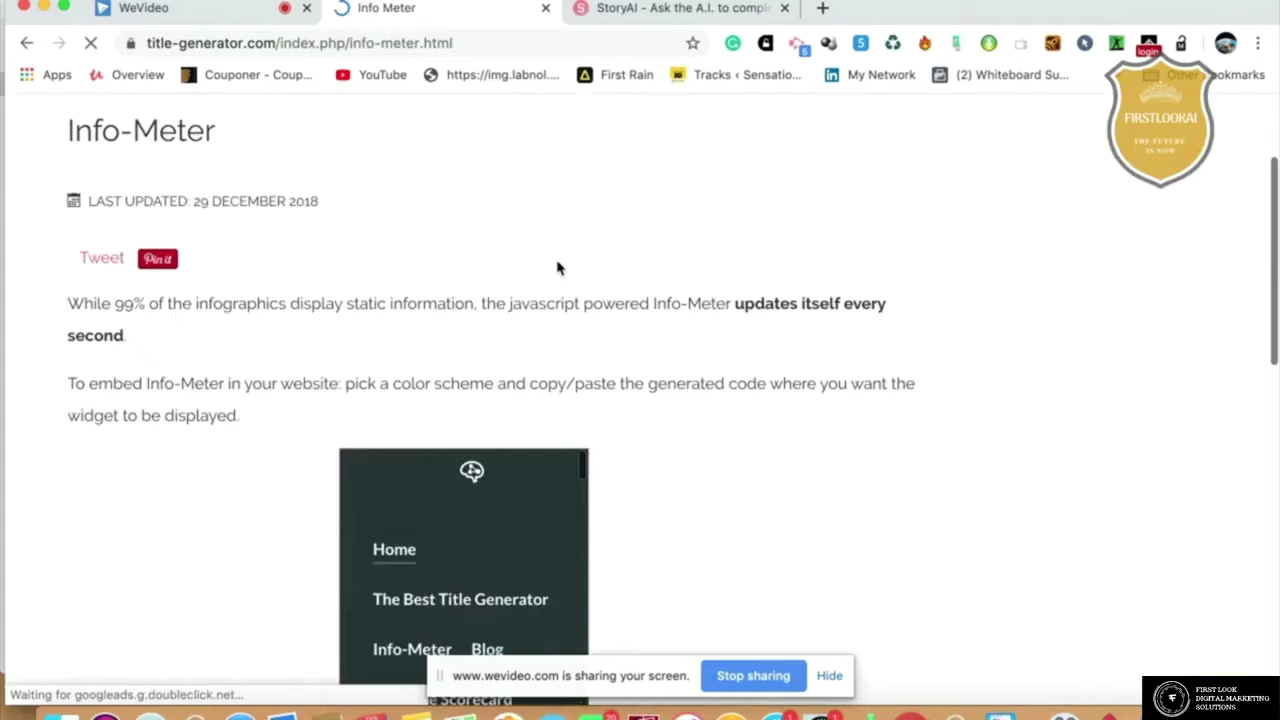 WeVideo
Info Meter
StoryAI - Ask the A.I. to comple
title-generator.com/index.php/info-meter.html
5
S
login
Apps
Overview
Couponer - Coup...
YouTube
https://img.labnol....
First Rain
Tracks ‹ Sensatio...
My Network
(2) Whiteboard Su...
Other Bookmarks
FIRSTLOOKAI
THE FUTURE
IS NOW
Info-Meter
LAST UPDATED: 29 DECEMBER 2018
Tweet
Pin it
While 99% of the infographics display static information, the javascript powered Info-Meter updates itself every
second.
To embed Info-Meter in your website: pick a color scheme and copy/paste the generated code where you want the
widget to be displayed.
Home
The Best Title Generator
Info-Meter Blog
e Scorecard
www.wevideo.com is sharing your screen.
Stop sharing
Hide
Waiting for googleads.g.doubleclick.net...
FIRST LOOK
DIGITAL MARKETING
SOLUTIONS